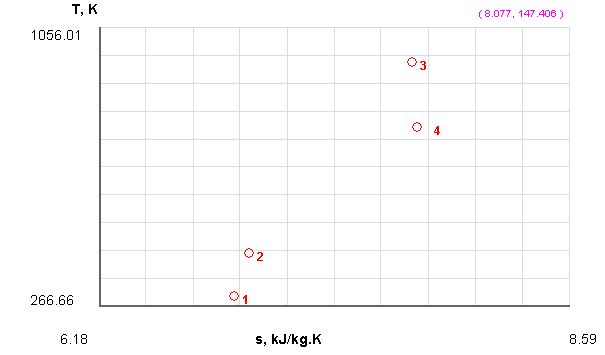 T, K
( 8.077, 147.406 )
1056.01
3
4
2
1
266.66
6.18
s, kJ/kg.K
8.59